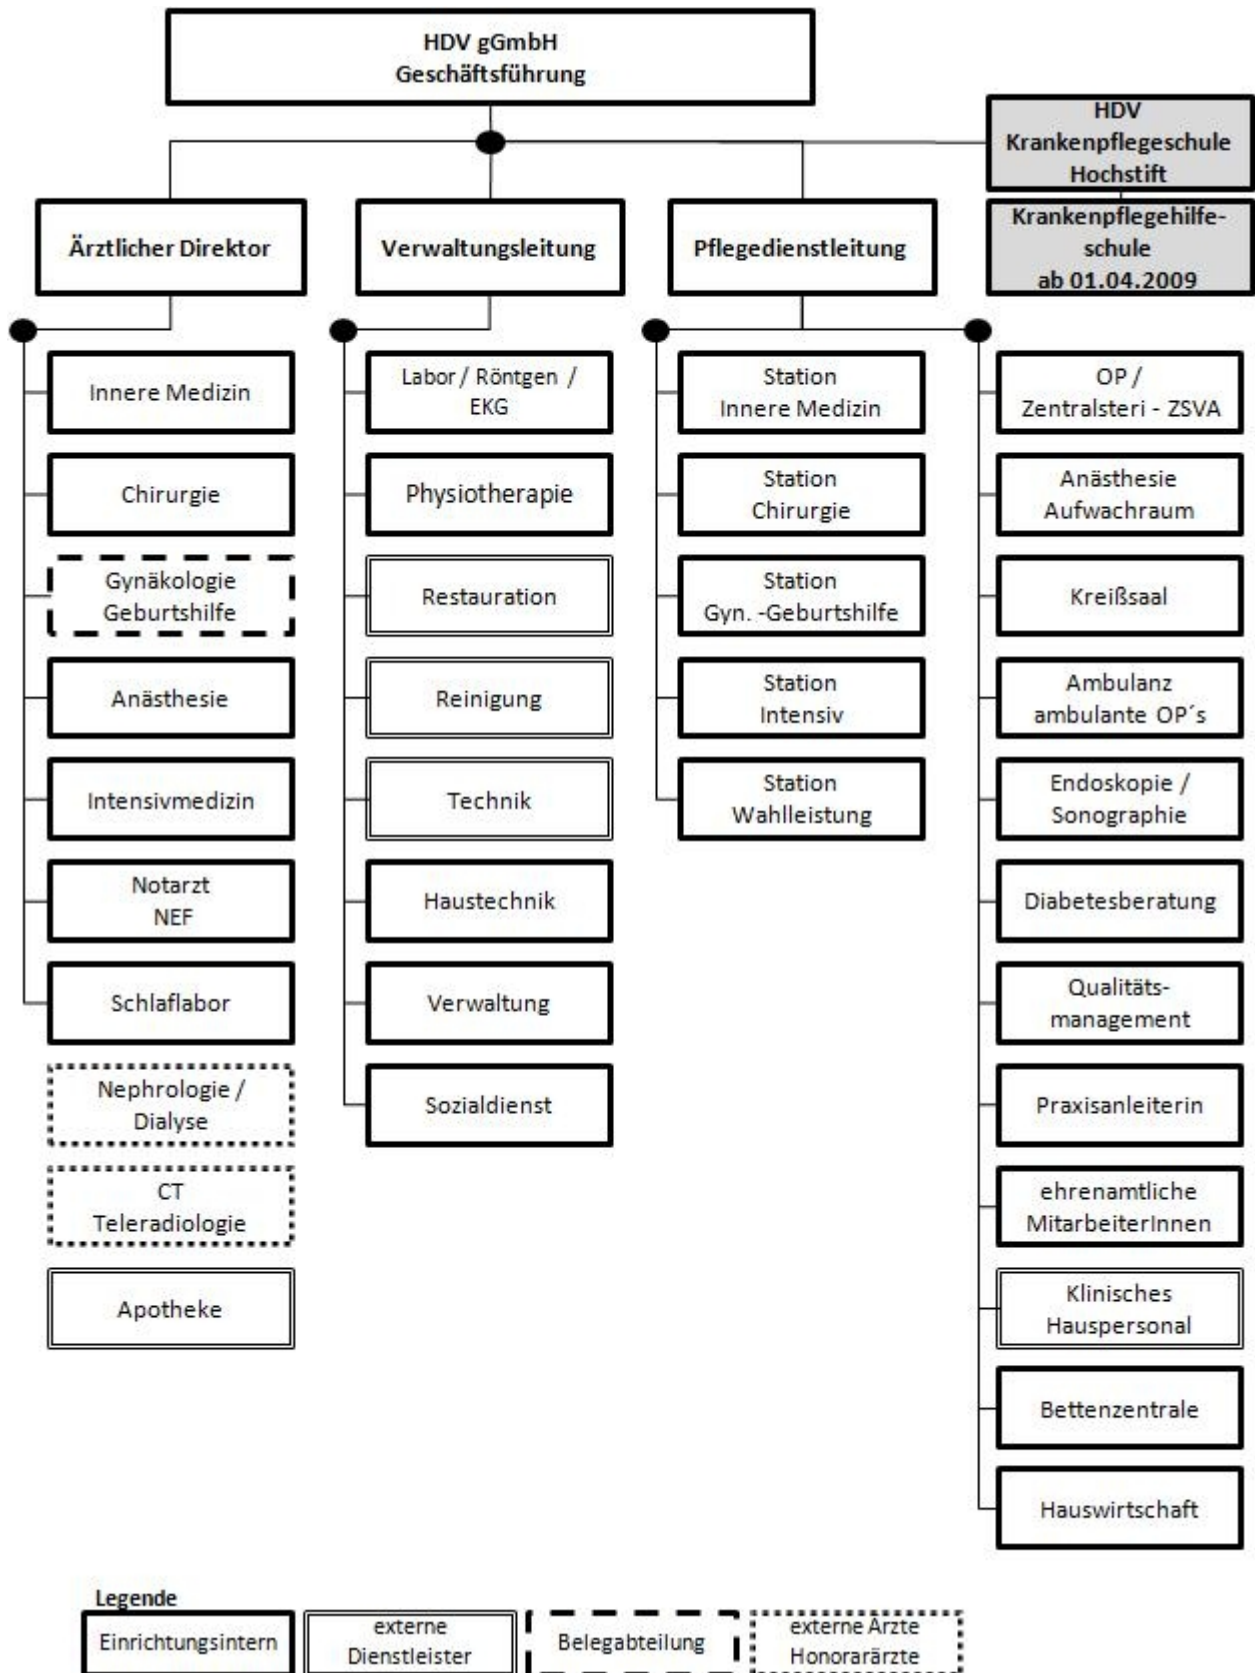 HDV gGmbH
Geschäftsführung
HDV
Krankenpflegeschule
Hochstift
Krankenpflegehilfe-
schule
ab 01.04.2009
Ärztlicher Direktor
Verwaltungsleitung
Pflegedienstleitung
Innere Medizin
Chirurgie
Gynäkologie
Geburtshilfe
Anästhesie
Intensivmedizin
Notarzt
NEF
Schlaflabor
Nephrologie /
Dialyse
CT
Teleradiologie
Apotheke
Labor / Röntgen /
EKG
Physiotherapie
Restauration
Reinigung
Technik
Haustechnik
Verwaltung
Sozialdienst
Station
Innere Medizin
Station
Chirurgie
Station
Gyn. -Geburtshilfe
Station
Intensiv
Station
Wahlleistung
OP /
Zentralsteri - ZSVA
Anästhesie
Aufwachraum
Kreißsaal
Ambulanz
ambulante OP´s
Endoskopie /
Sonographie
Diabetesberatung
Qualitäts-
management
Praxisanleiterin
ehrenamtliche
MitarbeiterInnen
Klinisches
Hauspersonal
Bettenzentrale
Hauswirtschaft
Legende
Einrichtungsintern
externe
Dienstleister
Belegabteilung
externe Ärzte
Honorarärzte